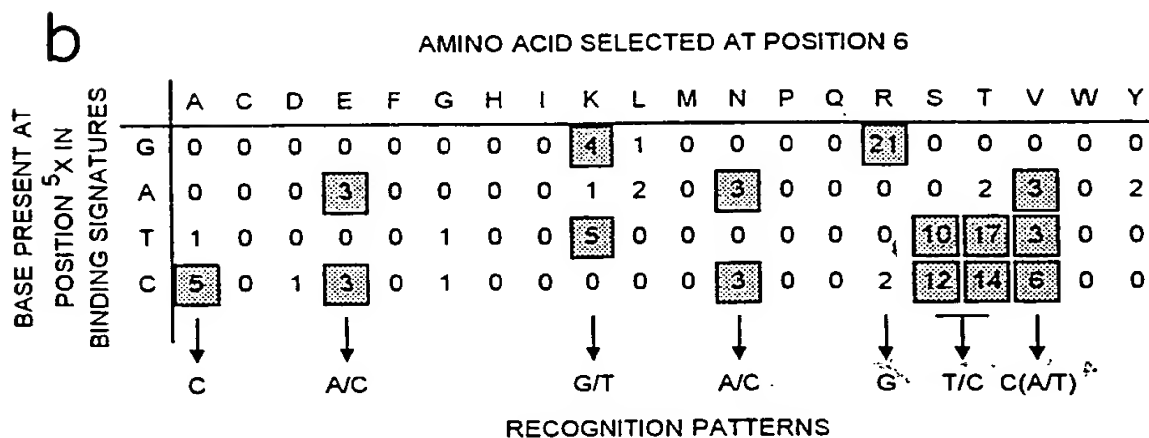 b
AMINO ACID SELECTED AT POSITION 6
A C D E F G H I K L M N P Q R S T V W Y
BASE PRESENT AT
POSITION ⁵X IN
BINDING SIGNATURES
G 0 0 0 0 0 0 0 0 4 1 0 0 0 0 21 0 0 0 0 0
A 0 0 0 3 0 0 0 0 1 2 0 3 0 0 0 0 2 3 0 2
T 1 0 0 0 0 1 0 0 5 0 0 0 0 0 0 10 17 3 0 0
C 5 0 1 3 0 1 0 0 0 0 0 3 0 0 2 12 14 6 0 0
C A/C G/T A/C G T/C C(A/T)
RECOGNITION PATTERNS